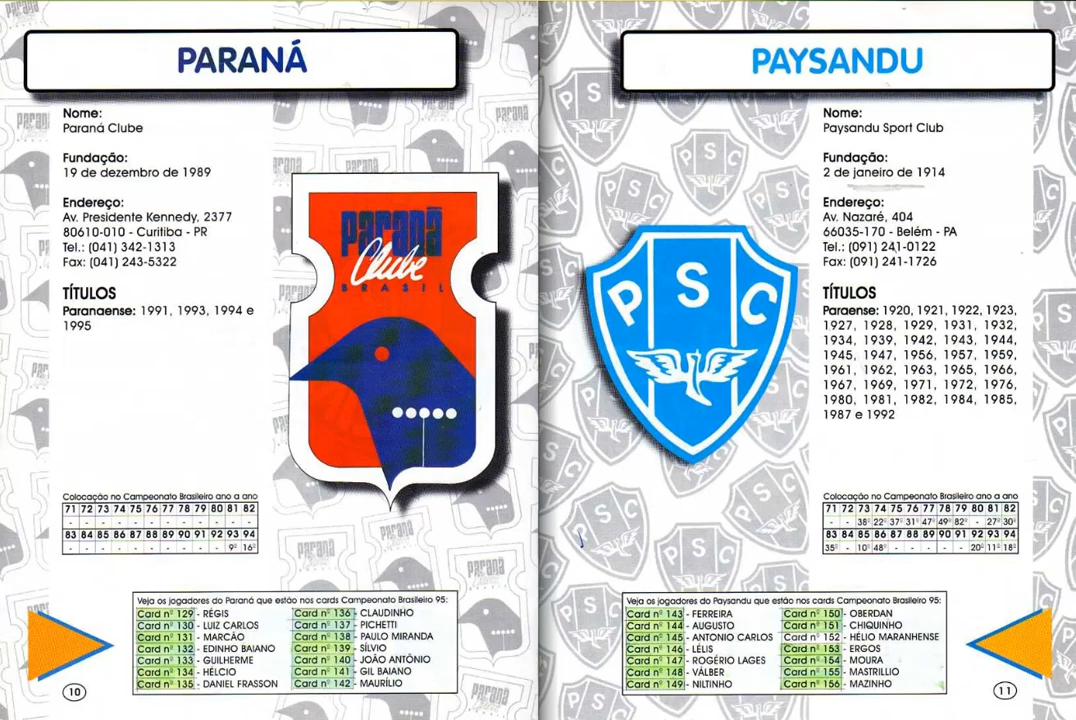 PARANÁ
Nome:
Paraná Clube
Fundação:
19 de dezembro de 1989
Endereço:
Av. Presidente Kennedy, 2377
80610-010 - Curitiba - PR
Tel.: (041) 342-1313
Fax: (041) 243-5322
TÍTULOS
Paranaense: 1991, 1993, 1994 e
1995
paraná
Clube
BRASIL
Colocação no Campeonato Brasileiro ano a ano
71 72 73 74 75 76 77 78 79 80 81 82
- - - - - - - - - - - -
83 84 85 86 87 88 89 90 91 92 93 94
- - - - - - - - - - 9º 16º
Veja os jogadores do Paraná que estão nos cards Campeonato Brasileiro 95:
Card nº 129 - RÉGIS
Card nº 130 - LUIZ CARLOS
Card nº 131 - MARCÃO
Card nº 132 - EDINHO BAIANO
Card nº 133 - GUILHERME
Card nº 134 - HÉLCIO
Card nº 135 - DANIEL FRASSON
Card nº 136 - CLAUDINHO
Card nº 137 - PICHETTI
Card nº 138 - PAULO MIRANDA
Card nº 139 - SÍLVIO
Card nº 140 - JOÃO ANTÔNIO
Card nº 141 - GIL BAIANO
Card nº 142 - MAURÍLIO
10
PAYSANDU
Nome:
Paysandu Sport Club
Fundação:
2 de janeiro de 1914
Endereço:
Av. Nazaré, 404
66035-170 - Belém - PA
Tel.: (091) 241-0122
Fax: (091) 241-1726
TÍTULOS
Paraense: 1920, 1921, 1922, 1923,
1927, 1928, 1929, 1931, 1932,
1934, 1939, 1942, 1943, 1944,
1945, 1947, 1956, 1957, 1959,
1961, 1962, 1963, 1965, 1966,
1967, 1969, 1971, 1972, 1976,
1980, 1981, 1982, 1984, 1985,
1987 e 1992
PSC
Colocação no Campeonato Brasileiro ano a ano
71 72 73 74 75 76 77 78 79 80 81 82
- - 38º 22º 37º 31º 47º 49º 82º - 27º 30º
83 84 85 86 87 88 89 90 91 92 93 94
35º - 10º 48º - - - - - 20º 11º 18º
Veja os jogadores do Paysandu que estão nos cards Campeonato Brasileiro 95:
Card nº 143 - FERREIRA
Card nº 144 - AUGUSTO
Card nº 145 - ANTONIO CARLOS
Card nº 146 - LÉLIS
Card nº 147 - ROGÉRIO LAGES
Card nº 148 - VÁLBER
Card nº 149 - NILTINHO
Card nº 150 - OBERDAN
Card nº 151 - CHIQUINHO
Card nº 152 - HÉLIO MARANHENSE
Card nº 153 - ERGOS
Card nº 154 - MOURA
Card nº 155 - MASTRILLIO
Card nº 156 - MAZINHO
11